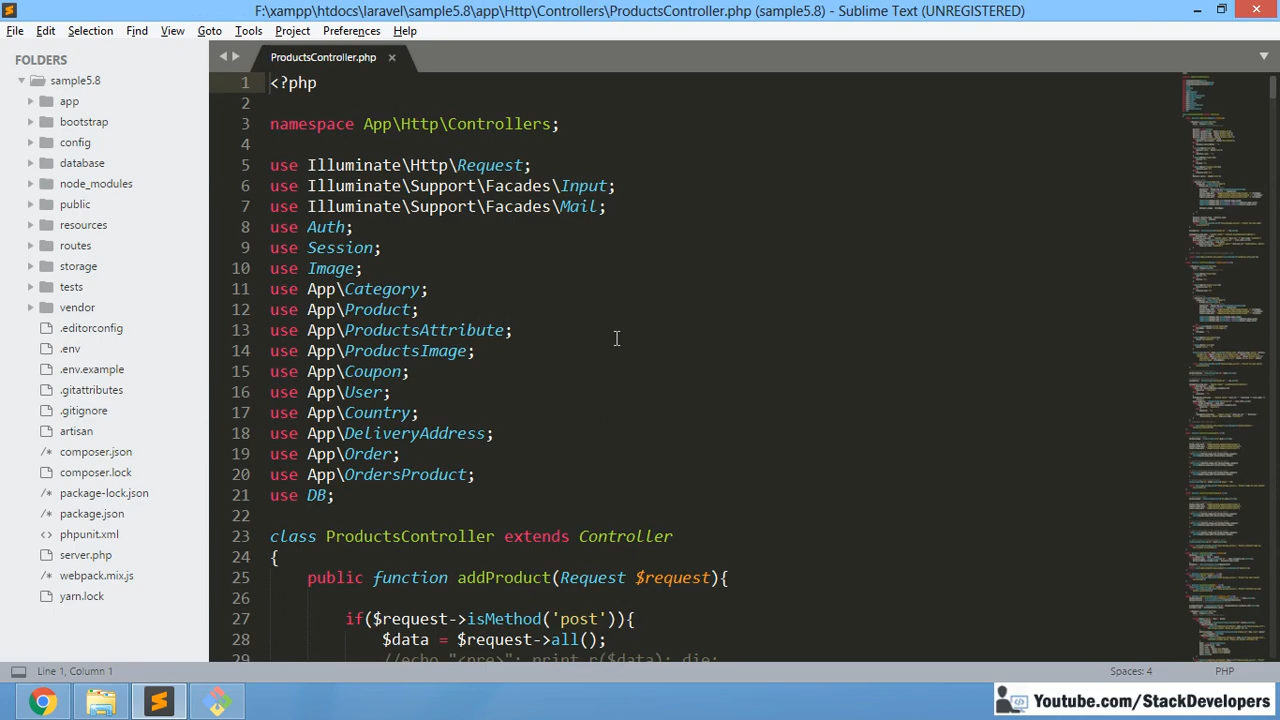 F:\xampp\htdocs\laravel\sample5.8\app\Http\Controllers\ProductsController.php (sample5.8) - Sublime Text (UNREGISTERED)
File Edit Selection Find View Goto Tools Project Preferences Help
FOLDERS
sample5.8
app
bootstrap
config
database
node_modules
public
resources
routes
storage
tests
vendor
.editorconfig
.env
.env.example
.gitattributes
.gitignore
artisan
composer.json
composer.lock
package-lock.json
package.json
phpunit.xml
server.php
webpack.mix.js
yarn.lock
ProductsController.php
1 <?php
2
3 namespace App\Http\Controllers;
4
5 use Illuminate\Http\Request;
6 use Illuminate\Support\Facades\Input;
7 use Illuminate\Support\Facades\Mail;
8 use Auth;
9 use Session;
10 use Image;
11 use App\Category;
12 use App\Product;
13 use App\ProductsAttribute;
14 use App\ProductsImage;
15 use App\Coupon;
16 use App\User;
17 use App\Country;
18 use App\DeliveryAddress;
19 use App\Order;
20 use App\OrdersProduct;
21 use DB;
22
23 class ProductsController extends Controller
24 {
25 public function addProduct(Request $request){
26
27 if($request->isMethod('post')){
28 $data = $request->all();
29 //echo "<pre>"; print_r($data); die;
Line 1, Column 1
Spaces: 4
PHP
Youtube.com/StackDevelopers